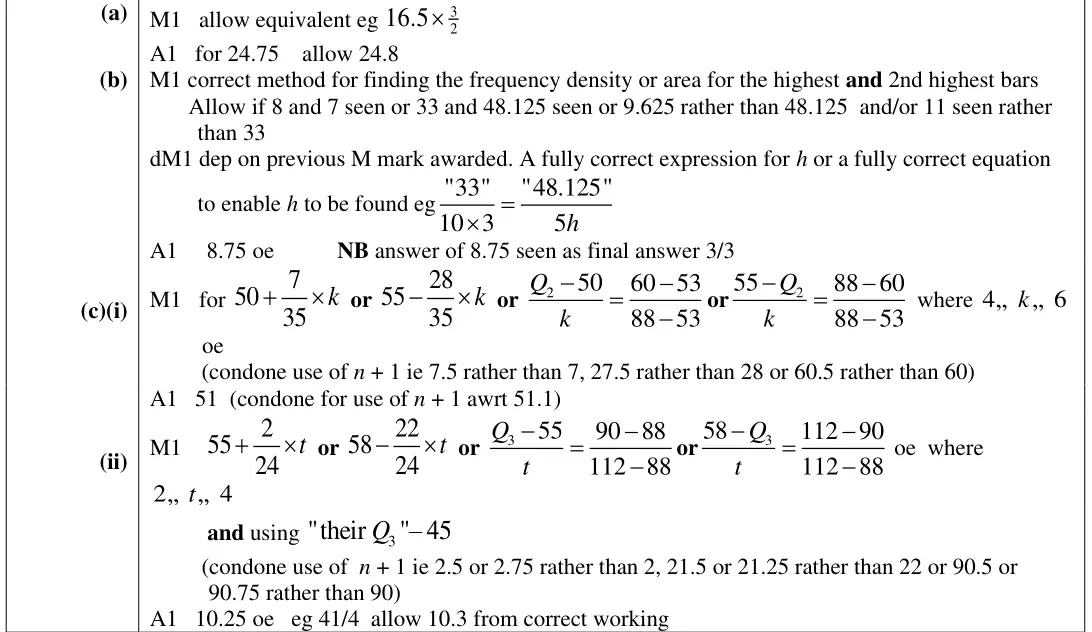 (a) M1 allow equivalent eg 16.5 × 3/2
A1 for 24.75 allow 24.8
(b) M1 correct method for finding the frequency density or area for the highest and 2nd highest bars
Allow if 8 and 7 seen or 33 and 48.125 seen or 9.625 rather than 48.125 and/or 11 seen rather
than 33
dM1 dep on previous M mark awarded. A fully correct expression for h or a fully correct equation
to enable h to be found eg "33"/(10×3) = "48.125"/(5h)
A1 8.75 oe NB answer of 8.75 seen as final answer 3/3
(c)(i) M1 for 50 + 7/35 × k or 55 − 28/35 × k or (Q₂ − 50)/k = (60 − 53)/(88 − 53) or (55 − Q₂)/k = (88 − 60)/(88 − 53) where 4,, k,, 6
oe
(condone use of n + 1 ie 7.5 rather than 7, 27.5 rather than 28 or 60.5 rather than 60)
A1 51 (condone for use of n + 1 awrt 51.1)
(ii) M1 55 + 2/24 × t or 58 − 22/24 × t or (Q₃ − 55)/t = (90 − 88)/(112 − 88) or (58 − Q₃)/t = (112 − 90)/(112 − 88) oe where
2,, t,, 4
and using "their Q₃" − 45
(condone use of n + 1 ie 2.5 or 2.75 rather than 2, 21.5 or 21.25 rather than 22 or 90.5 or
90.75 rather than 90)
A1 10.25 oe eg 41/4 allow 10.3 from correct working